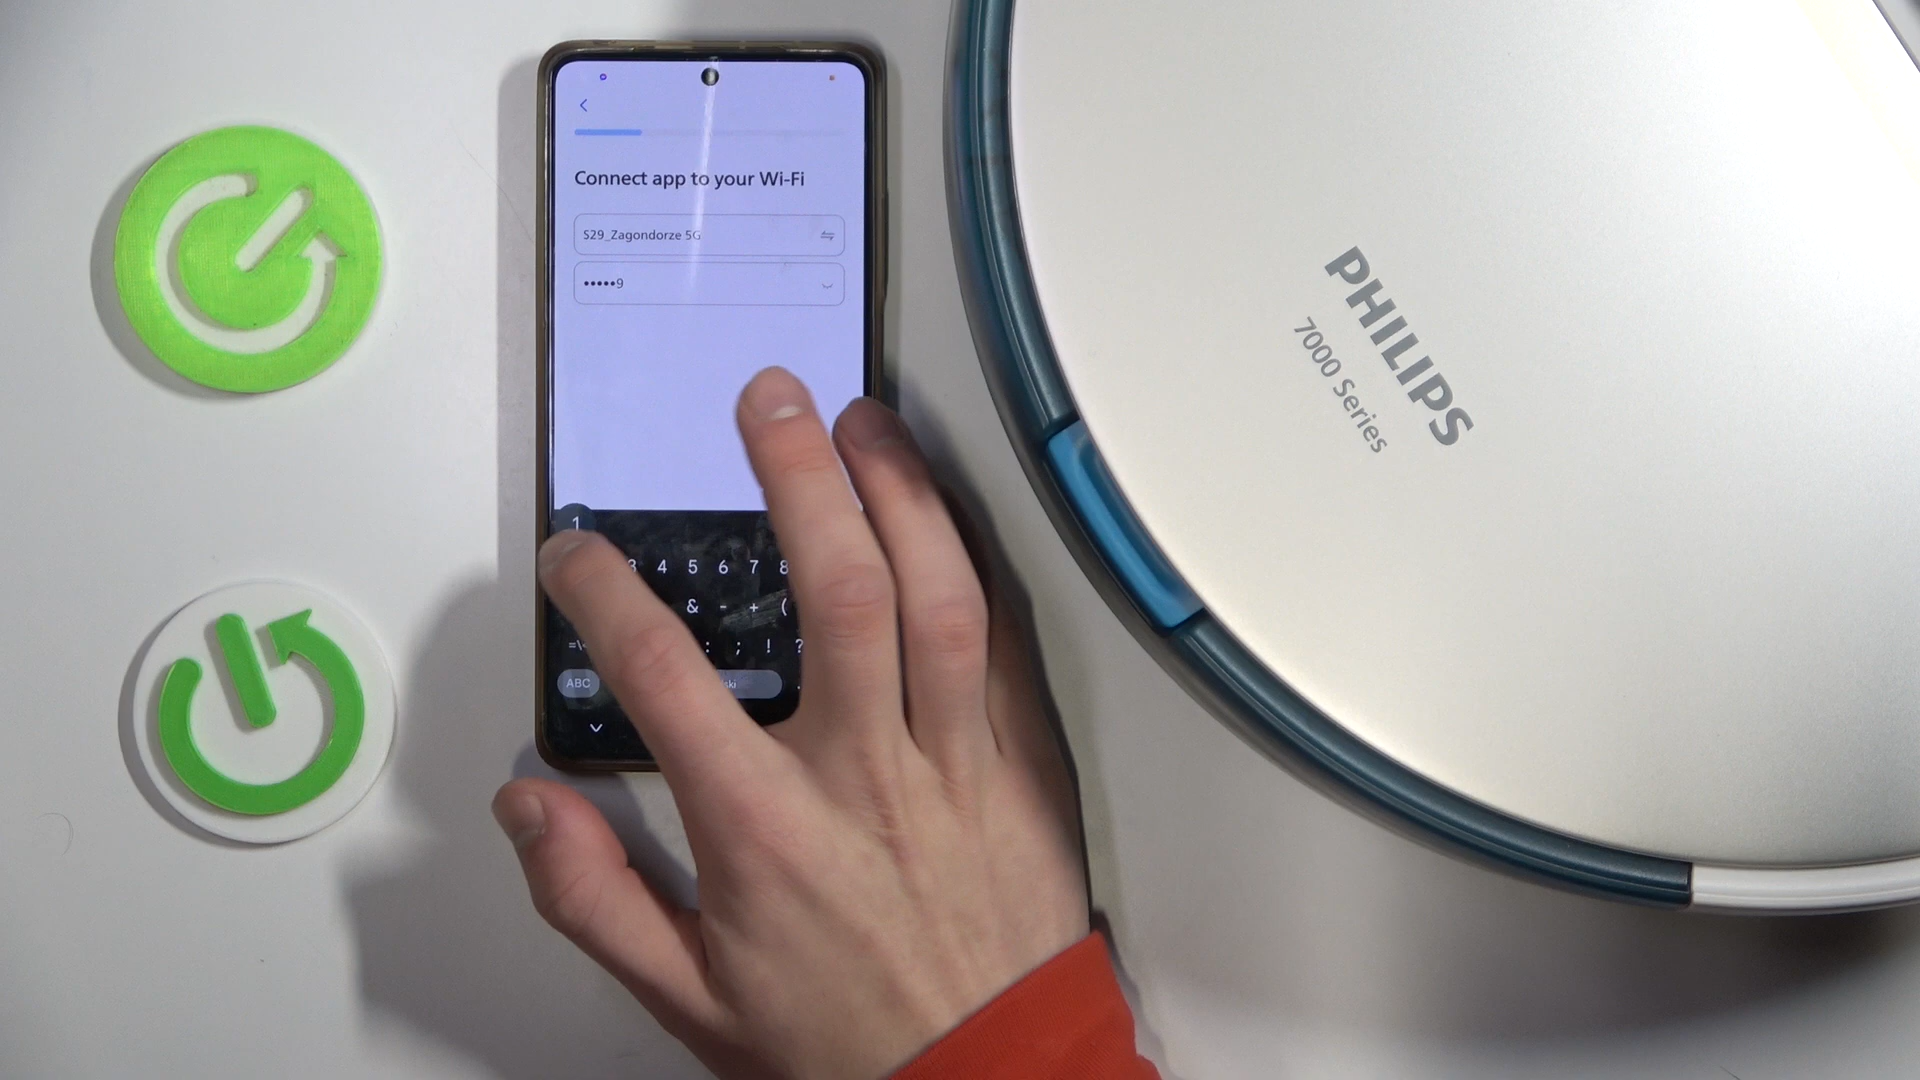 Connect app to your Wi-Fi
S29_Zagondorze 5G
•••••9
1
3 4 5 6 7 8
& - + (
: ; ! ?
ABC
PHILIPS
7000 Series